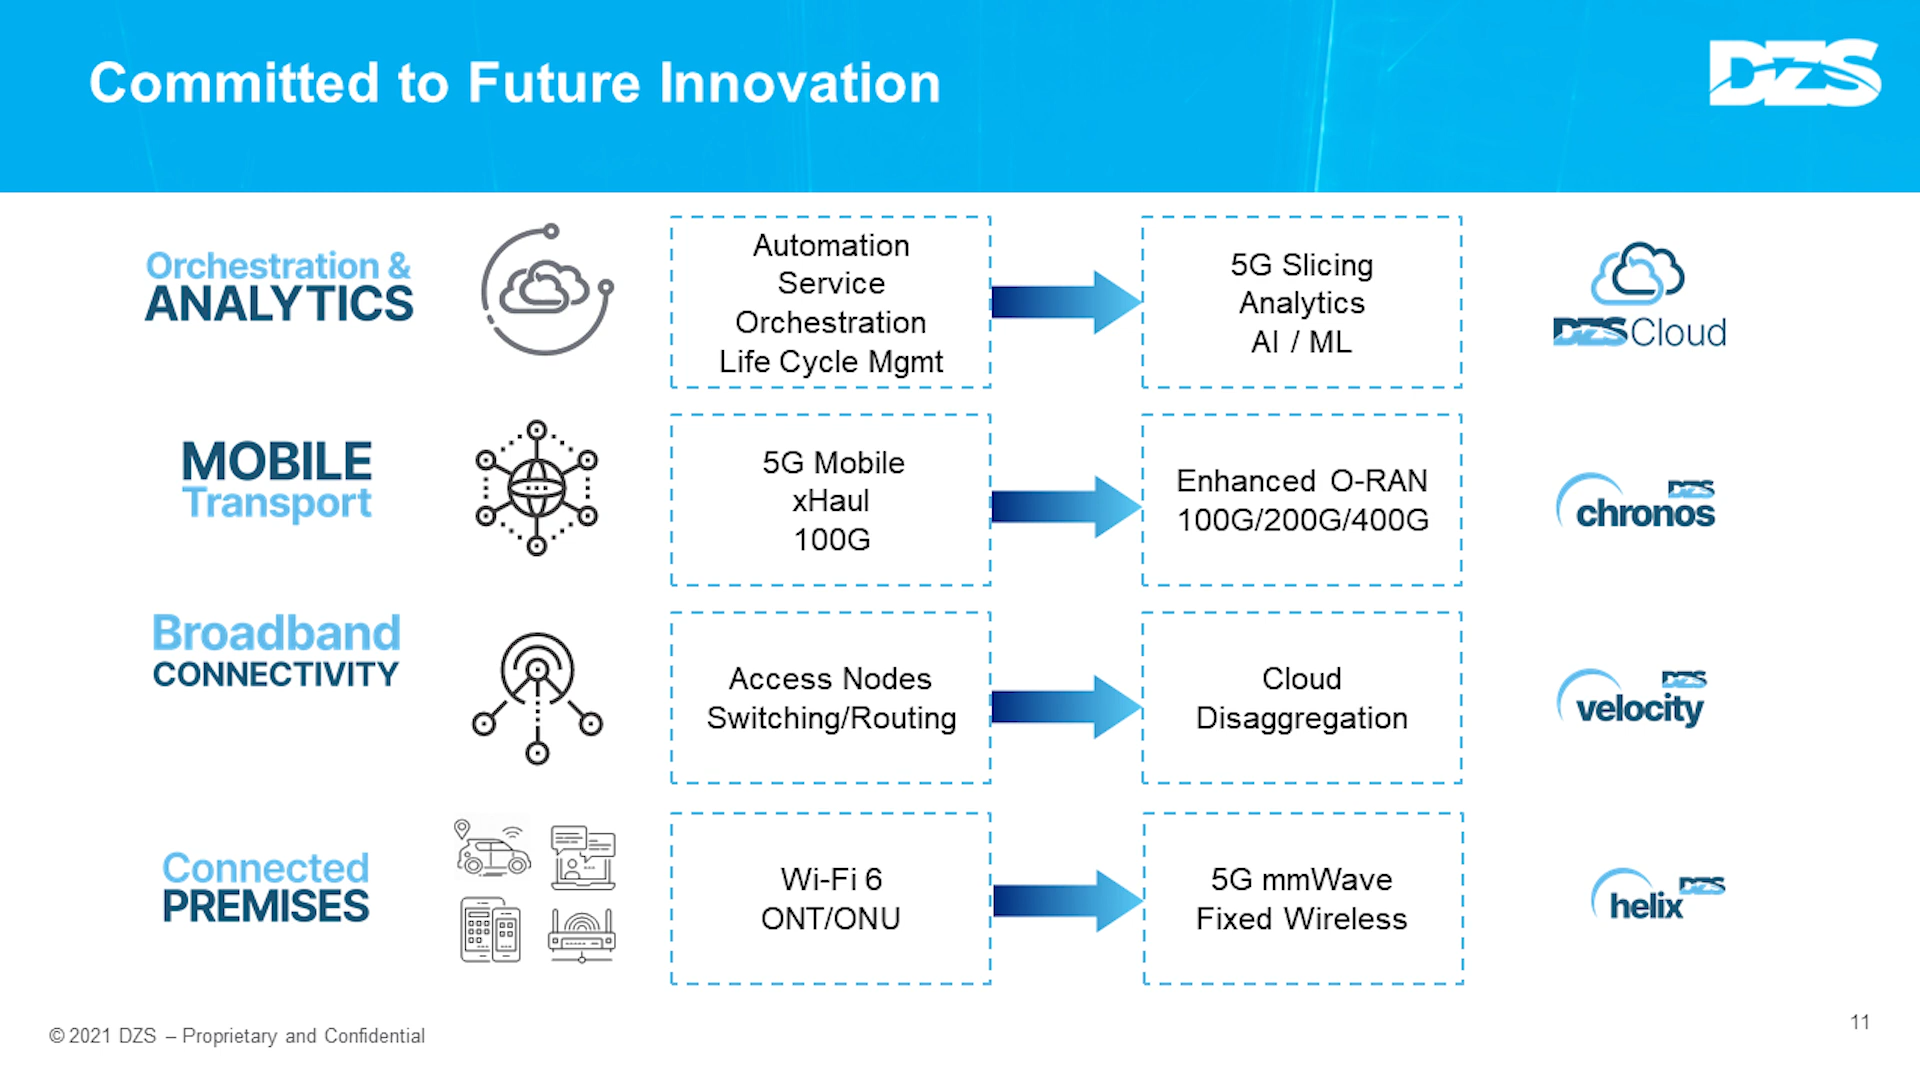 Committed to Future Innovation
DZS
Orchestration &
ANALYTICS
Automation
Service
Orchestration
Life Cycle Mgmt
5G Slicing
Analytics
AI / ML
DZS Cloud
MOBILE
Transport
5G Mobile
xHaul
100G
Enhanced O-RAN
100G/200G/400G
DZS
chronos
Broadband
CONNECTIVITY
Access Nodes
Switching/Routing
Cloud
Disaggregation
DZS
velocity
Connected
PREMISES
Wi-Fi 6
ONT/ONU
5G mmWave
Fixed Wireless
DZS
helix
© 2021 DZS – Proprietary and Confidential
11